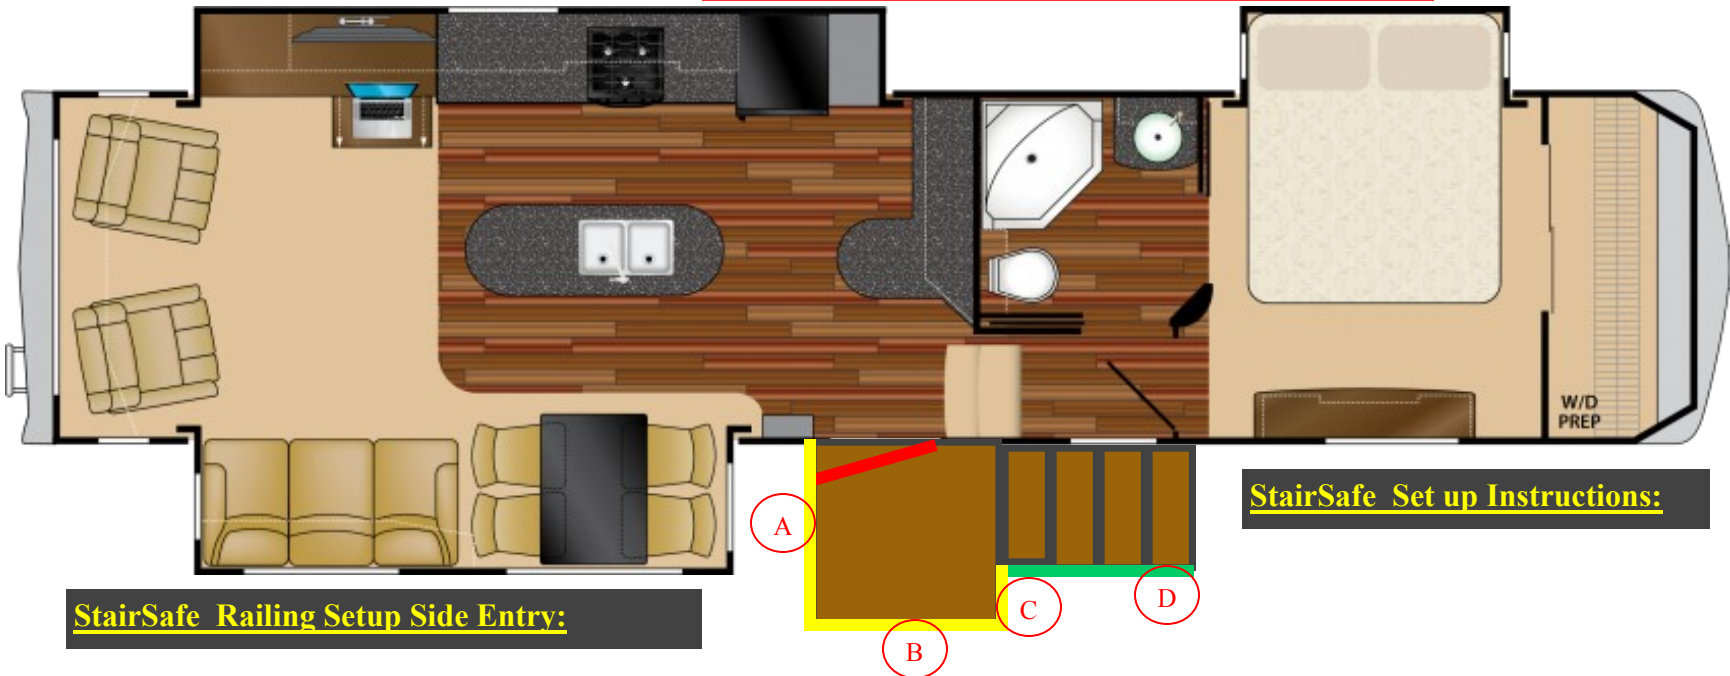 W/D
PREP
StairSafe  Set up Instructions:
A
StairSafe  Railing Setup Side Entry:
C
D
B